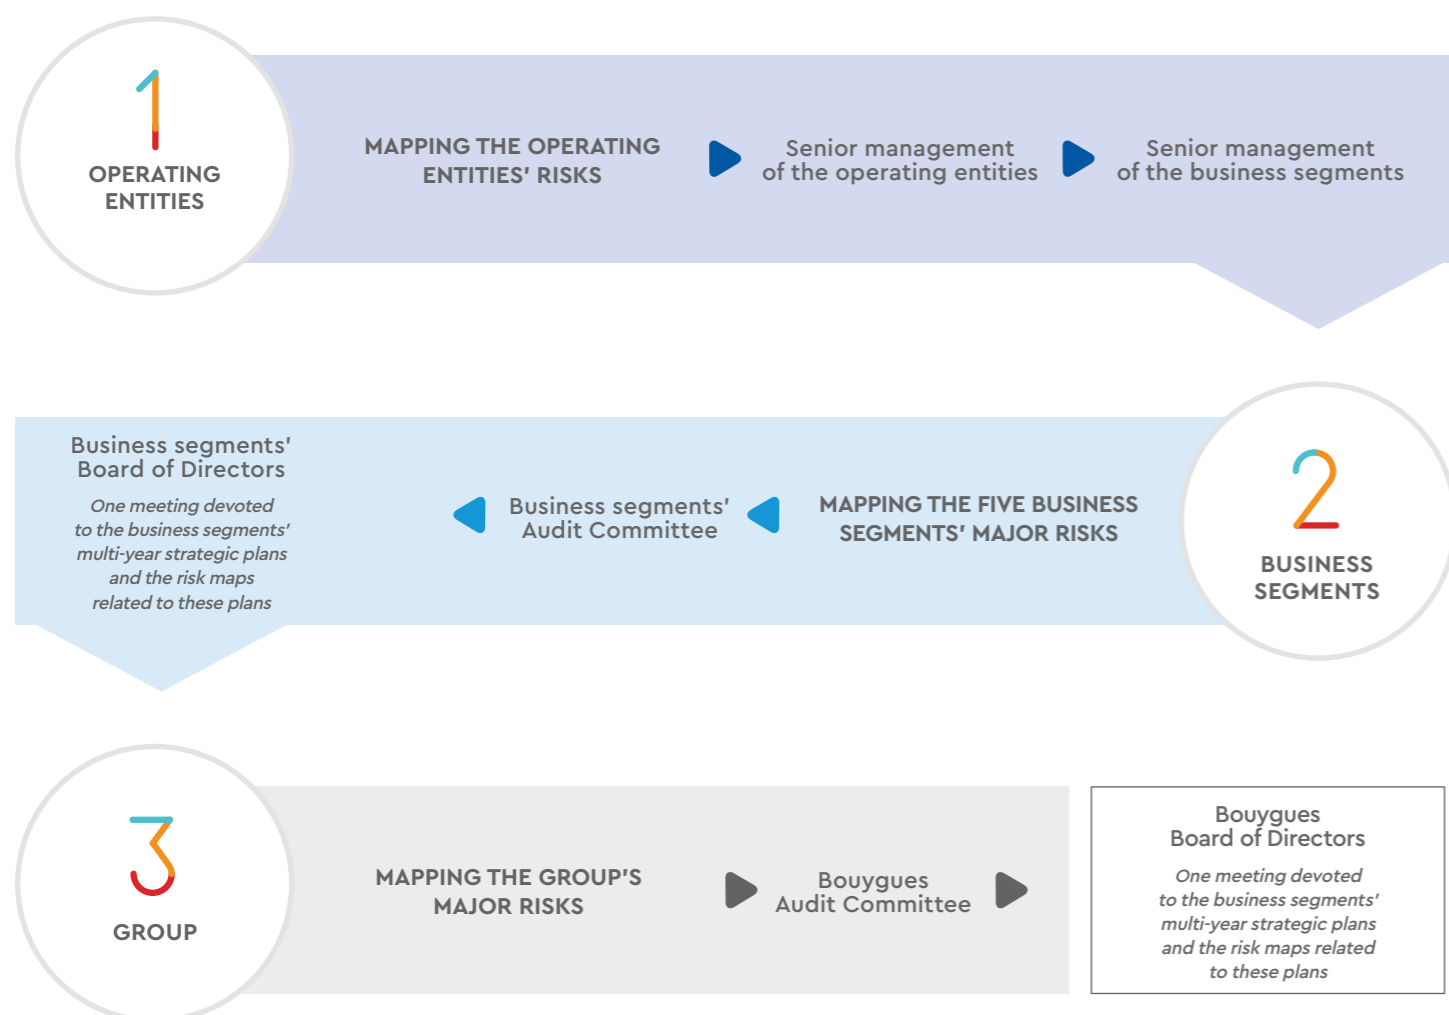 1
OPERATING
ENTITIES
MAPPING THE OPERATING
ENTITIES' RISKS
Senior management
of the operating entities
Senior management
of the business segments
2
BUSINESS
SEGMENTS
MAPPING THE FIVE BUSINESS
SEGMENTS' MAJOR RISKS
Business segments'
Audit Committee
Business segments'
Board of Directors
One meeting devoted
to the business segments'
multi-year strategic plans
and the risk maps
related to these plans
3
GROUP
MAPPING THE GROUP'S
MAJOR RISKS
Bouygues
Audit Committee
Bouygues
Board of Directors
One meeting devoted
to the business segments'
multi-year strategic plans
and the risk maps related
to these plans